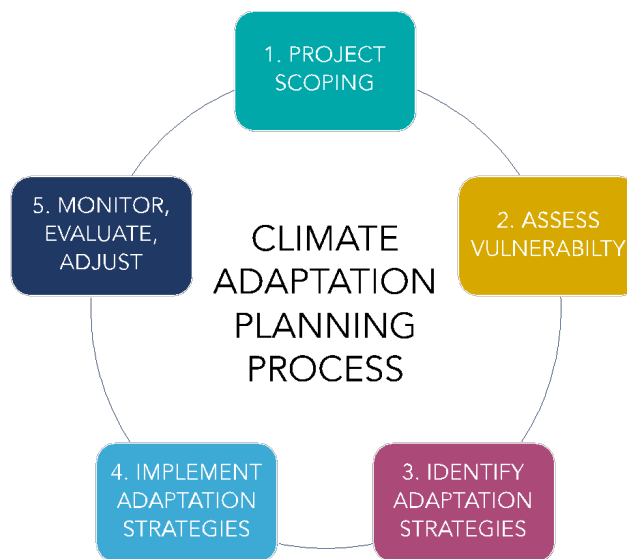 1. PROJECT
SCOPING
2. ASSESS
VULNERABILTY
3. IDENTIFY
ADAPTATION
STRATEGIES
4. IMPLEMENT
ADAPTATION
STRATEGIES
5. MONITOR,
EVALUATE,
ADJUST
CLIMATE
ADAPTATION
PLANNING
PROCESS